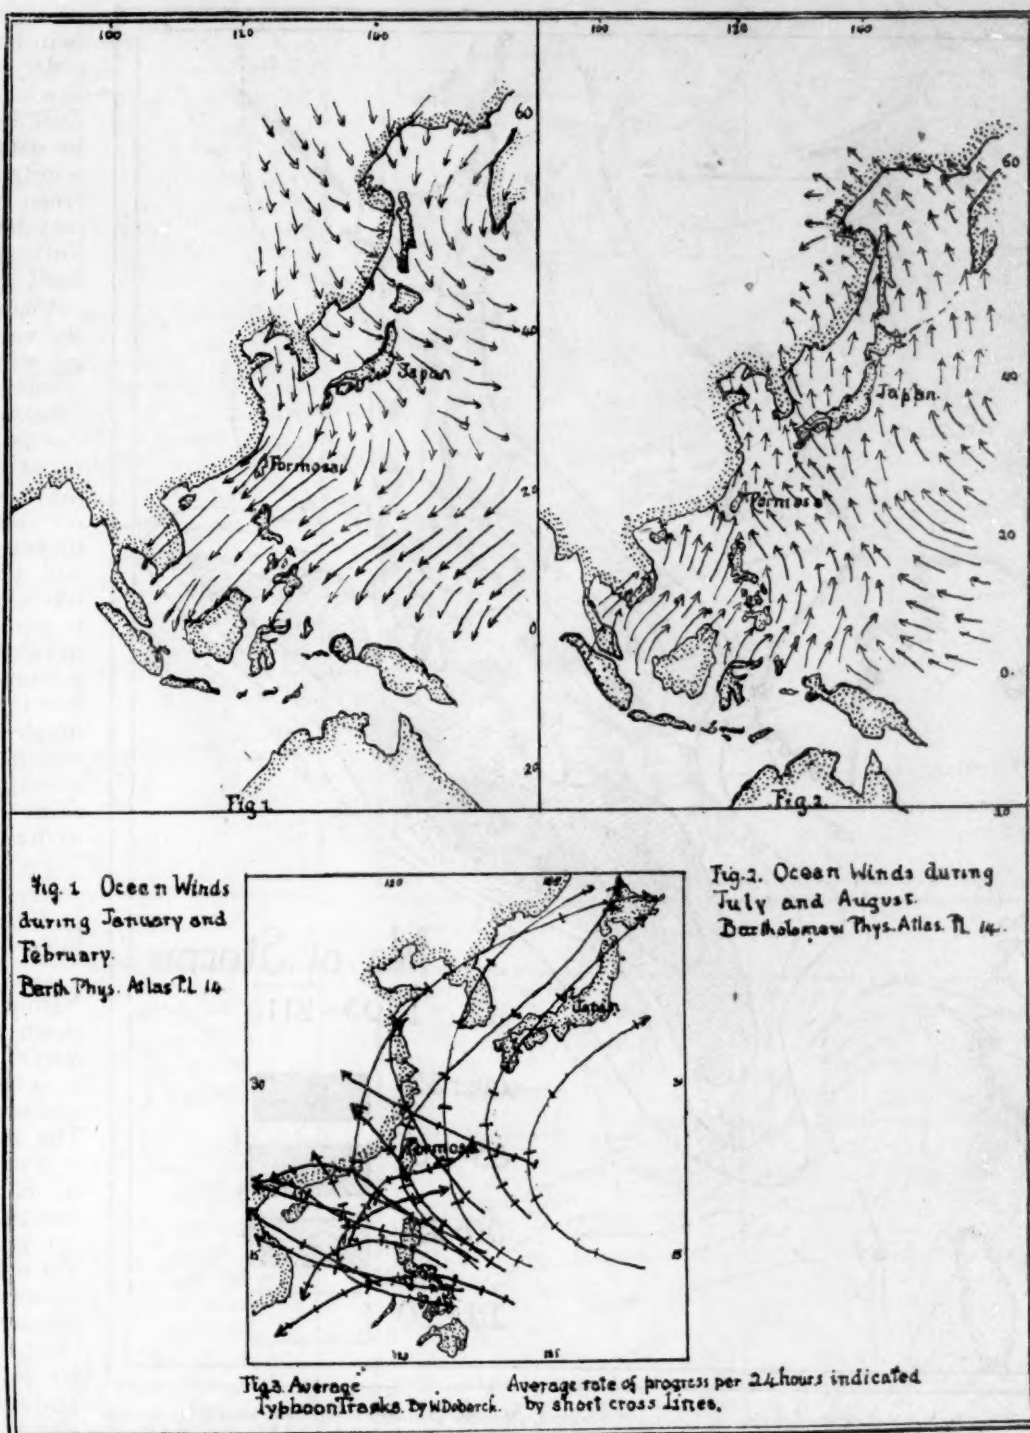 100 120 140
60
40
Japan
Formosa
20
0
20
Fig 1
100 120 140
60
40
Japan.
Formosa
20
0
Fig 2.
Fig. 1 Ocean Winds
during January and
February.
Barth. Phys. Atlas Pl. 14
Fig. 2. Ocean Winds during
July and August.
Bartholomew Phys. Atlas. Pl. 14.
120
Japan
30 30
Formosa
15 15
135
Fig 3. Average
Typhoon Tracks. By W Doberck.
Average rate of progress per 24 hours indicated
by short cross lines.